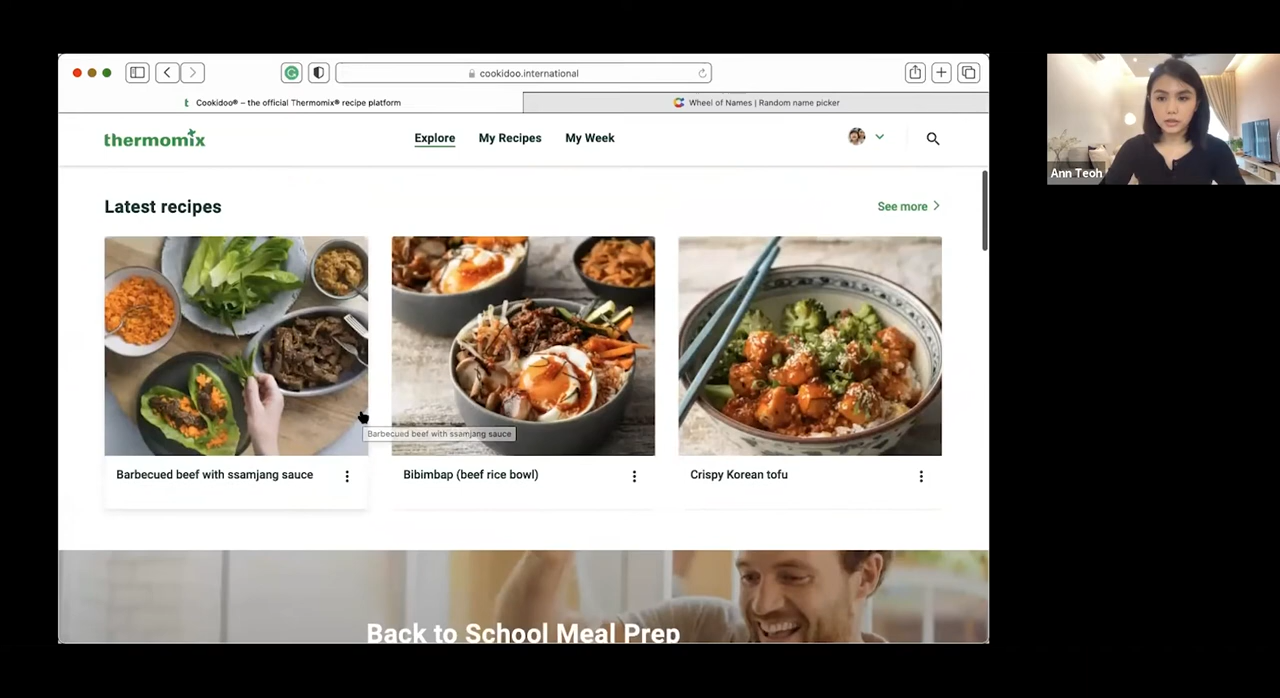 cookidoo.international
Cookidoo® – the official Thermomix® recipe platform
Wheel of Names | Random name picker
thermomix
Explore
My Recipes
My Week
Latest recipes
See more
Barbecued beef with ssamjang sauce
Barbecued beef with ssamjang sauce
Bibimbap (beef rice bowl)
Crispy Korean tofu
Back to School Meal Prep
Ann Teoh